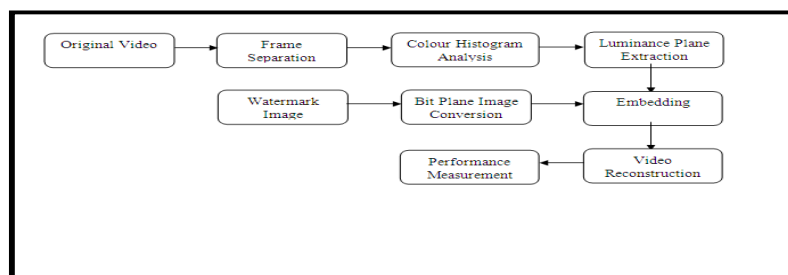 Original Video
Frame
Separation
Colour Histogram
Analysis
Luminance Plane
Extraction
Watermark
Image
Bit Plane Image
Conversion
Embedding
Performance
Measurement
Video
Reconstruction